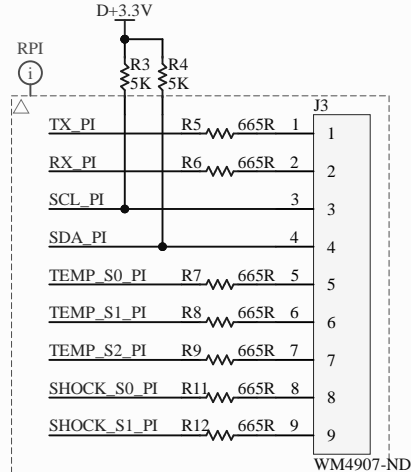 D+3.3V
RPI
i
R3 R4
5K 5K
J3
TX_PI R5 665R 1 1
RX_PI R6 665R 2 2
SCL_PI 3 3
SDA_PI 4 4
TEMP_S0_PI R7 665R 5 5
TEMP_S1_PI R8 665R 6 6
TEMP_S2_PI R9 665R 7 7
SHOCK_S0_PI R11 665R 8 8
SHOCK_S1_PI R12 665R 9 9
WM4907-ND